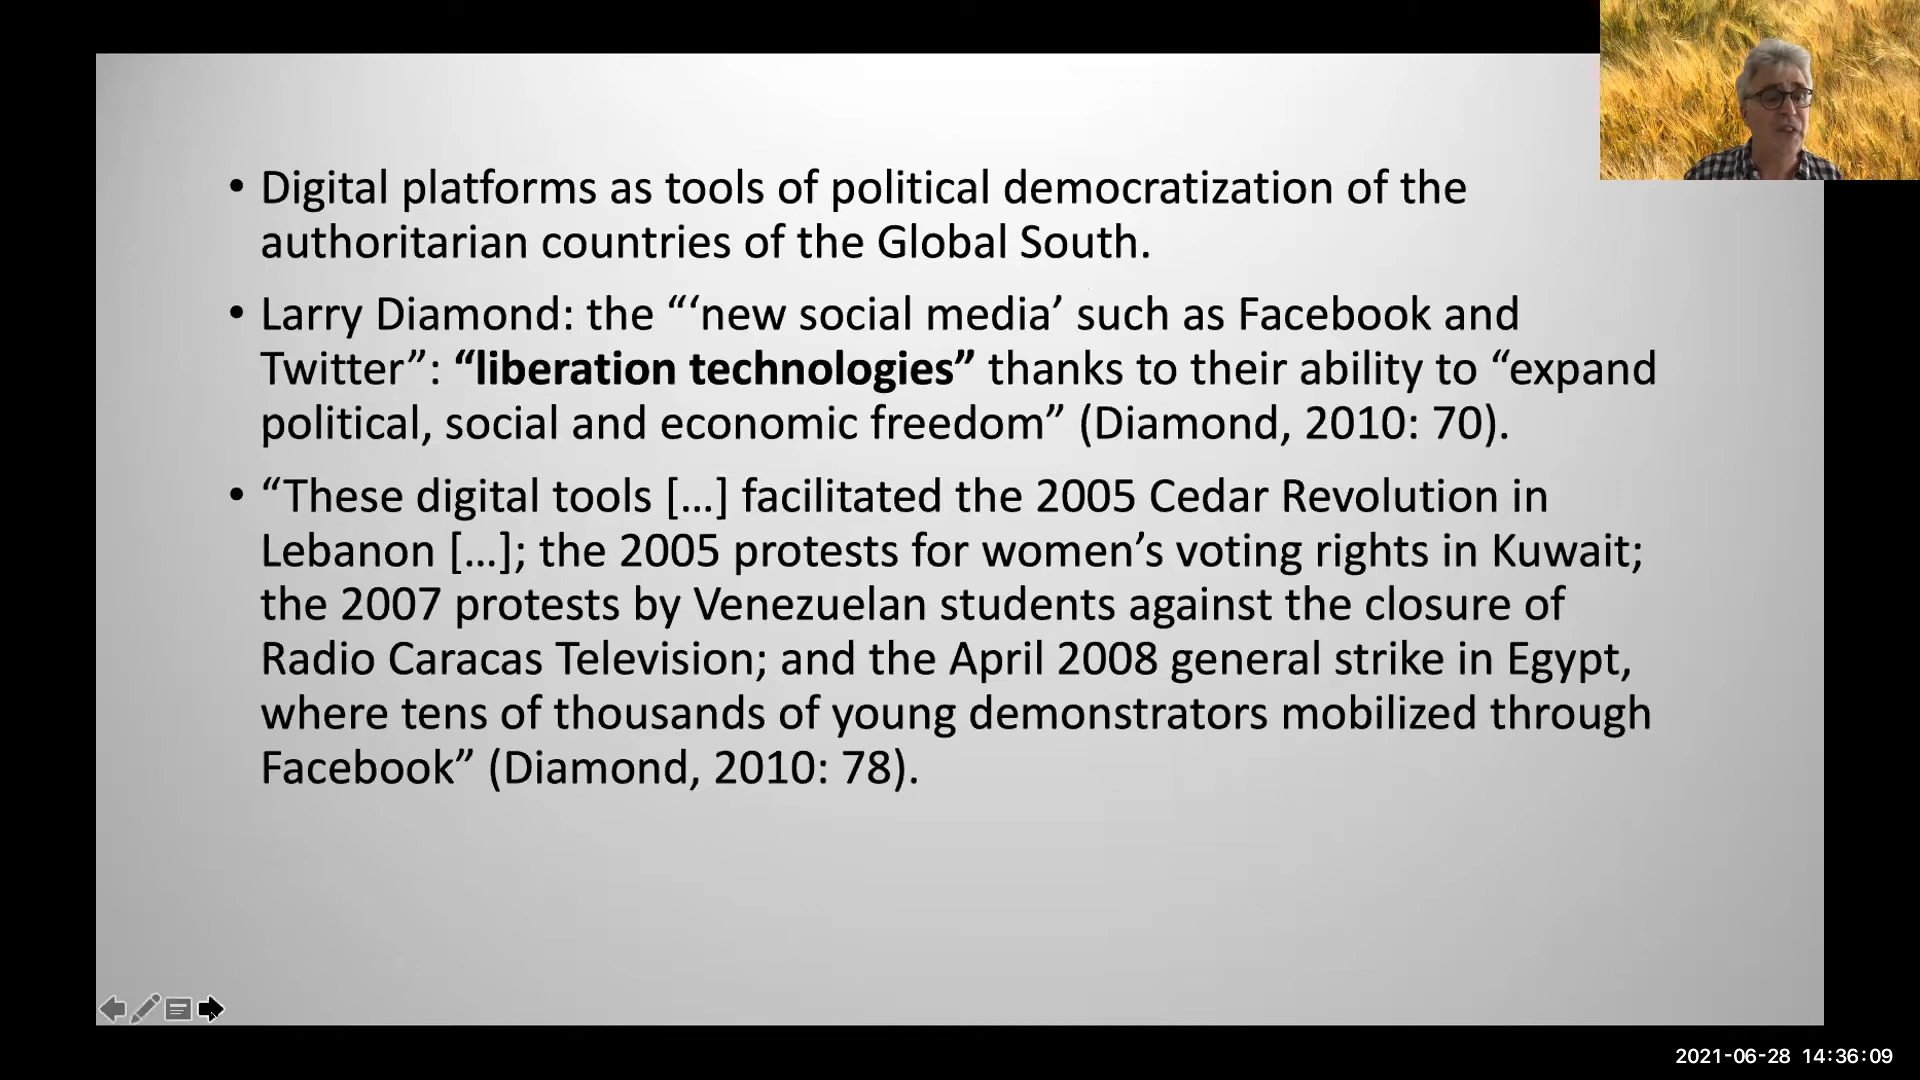 • Digital platforms as tools of political democratization of the
authoritarian countries of the Global South.
• Larry Diamond: the “‘new social media’ such as Facebook and
Twitter”: “liberation technologies” thanks to their ability to “expand
political, social and economic freedom” (Diamond, 2010: 70).
• “These digital tools [...] facilitated the 2005 Cedar Revolution in
Lebanon [...]; the 2005 protests for women’s voting rights in Kuwait;
the 2007 protests by Venezuelan students against the closure of
Radio Caracas Television; and the April 2008 general strike in Egypt,
where tens of thousands of young demonstrators mobilized through
Facebook” (Diamond, 2010: 78).
2021-06-28 14:36:09